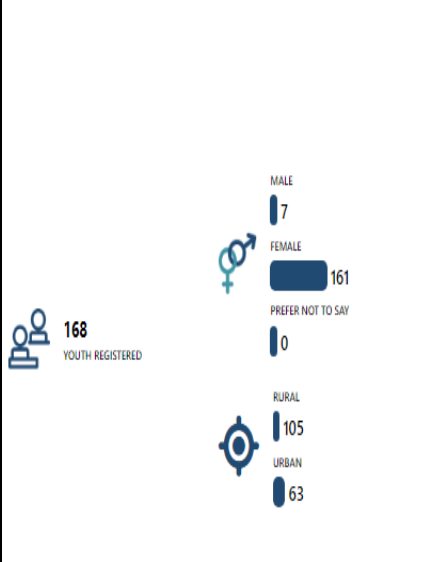 168
YOUTH REGISTERED
MALE
7
FEMALE
161
PREFER NOT TO SAY
0
RURAL
105
URBAN
63